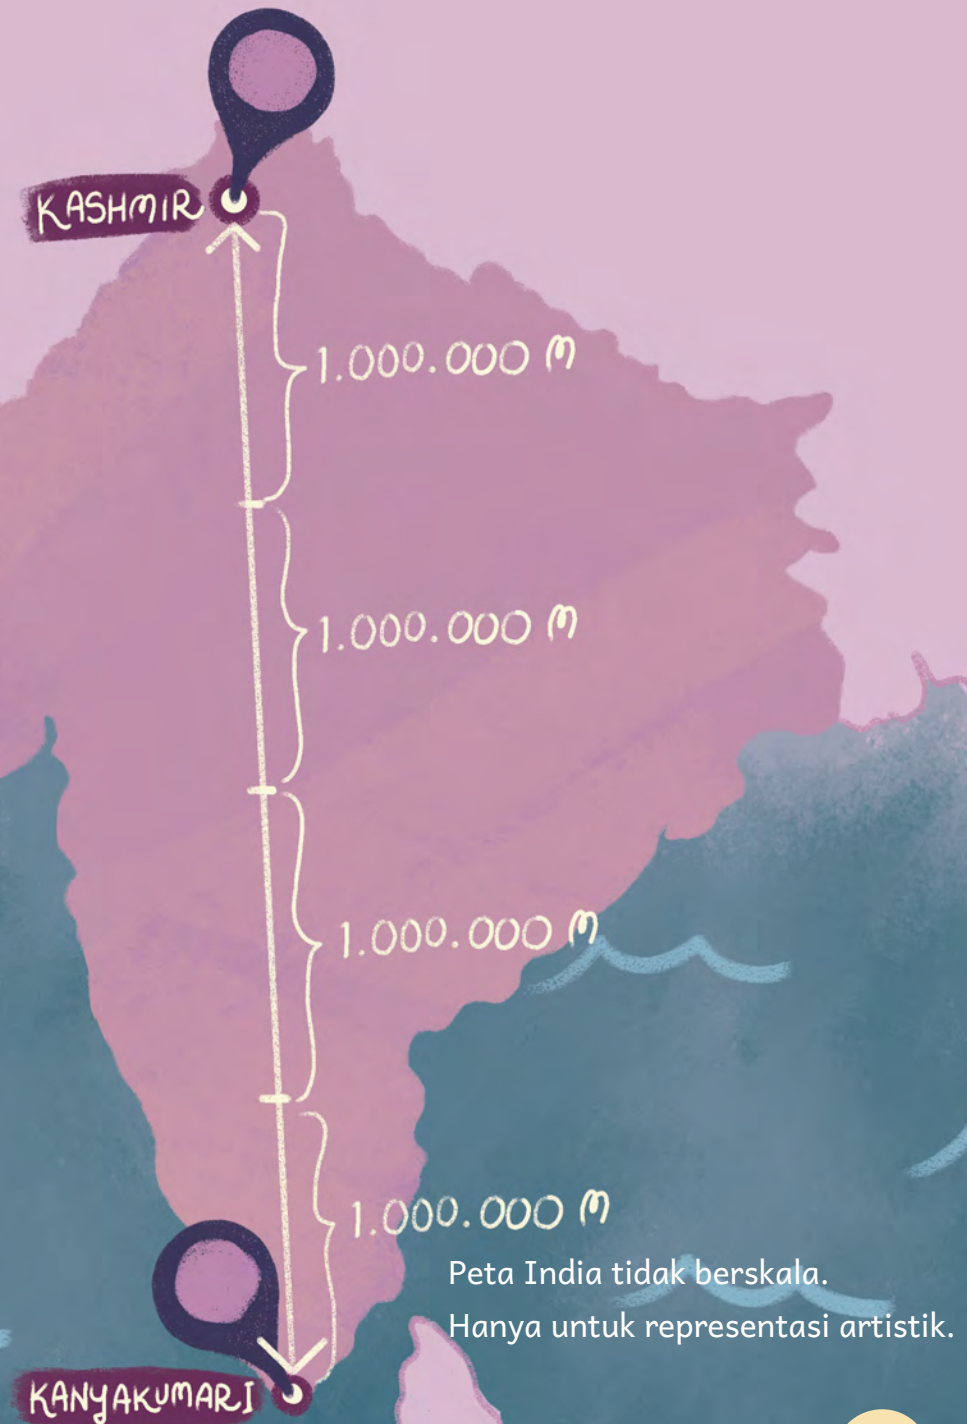 KASHMIR
1.000.000 m
1.000.000 m
1.000.000 m
1.000.000 m
Peta India tidak berskala.
Hanya untuk representasi artistik.
KANYAKUMARI